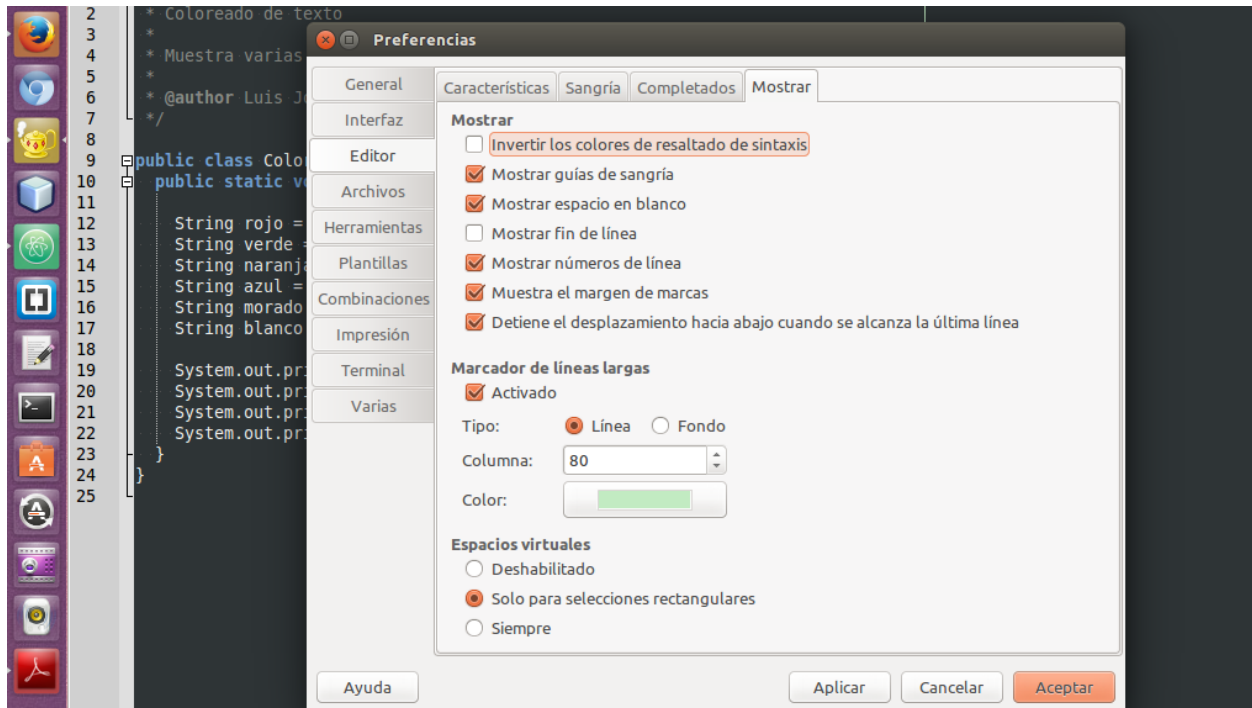 2 * Coloreado de texto
3 *
4 * Muestra varias
5 *
6 * @author Luis J
7 */
8
9 public class Colo
10 public static v
11
12 String rojo =
13 String verde =
14 String naranja
15 String azul =
16 String morado
17 String blanco
18
19 System.out.pri
20 System.out.pri
21 System.out.pri
22 System.out.pri
23 }
24 }
25
Preferencias
General
Interfaz
Editor
Archivos
Herramientas
Plantillas
Combinaciones
Impresión
Terminal
Varias
Características Sangría Completados Mostrar
Mostrar
Invertir los colores de resaltado de sintaxis
Mostrar guías de sangría
Mostrar espacio en blanco
Mostrar fin de línea
Mostrar números de línea
Muestra el margen de marcas
Detiene el desplazamiento hacia abajo cuando se alcanza la última línea
Marcador de líneas largas
Activado
Tipo: Línea Fondo
Columna: 80
Color:
Espacios virtuales
Deshabilitado
Solo para selecciones rectangulares
Siempre
Ayuda Aplicar Cancelar Aceptar